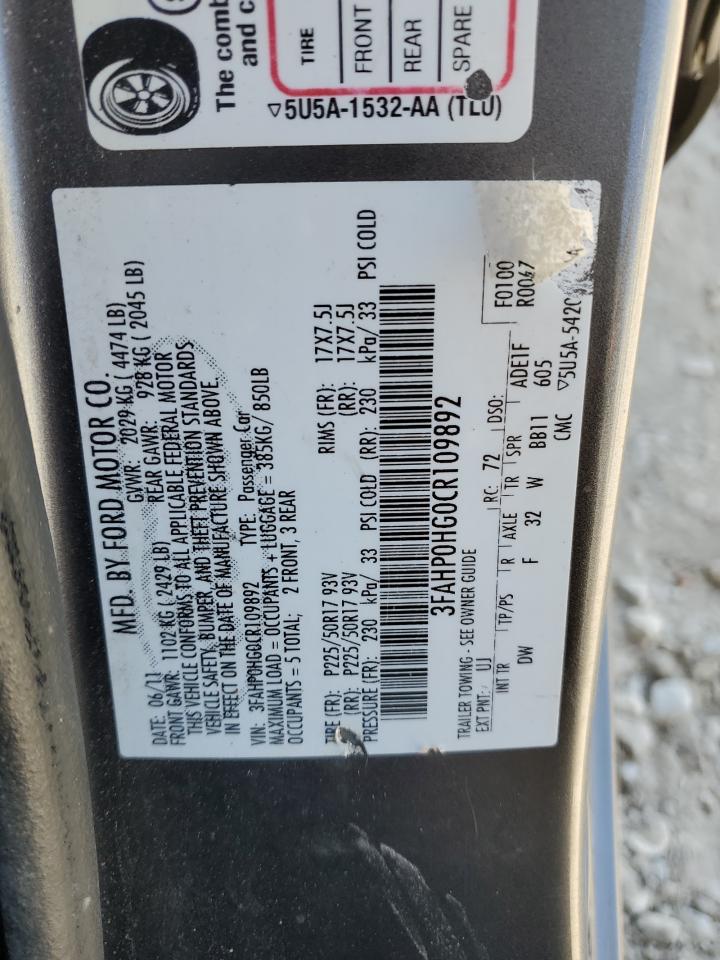 The comb
and c
TIRE
FRONT
REAR
SPARE
▽5U5A-1532-AA (TLU)
MFD. BY FORD MOTOR CO.
DATE: 06/11 GVWR: 2029 KG ( 4474 LB)
FRONT GAWR: 1102 KG ( 2429 LB) REAR GAWR: 928 KG ( 2045 LB)
THIS VEHICLE CONFORMS TO ALL APPLICABLE FEDERAL MOTOR
VEHICLE SAFETY, BUMPER, AND THEFT PREVENTION STANDARDS
IN EFFECT ON THE DATE OF MANUFACTURE SHOWN ABOVE.
VIN: 3FAHP0HG0CR109892 TYPE: Passenger Car
MAXIMUM LOAD = OCCUPANTS + LUGGAGE = 385KG/ 850LB
OCCUPANTS = 5 TOTAL; 2 FRONT, 3 REAR
TIRE (FR): P225/50R17 93V RIMS (FR): 17X7.5J
(RR): P225/50R17 93V (RR): 17X7.5J
PRESSURE (FR): 230 kPa/ 33 PSI COLD (RR): 230 kPa/ 33 PSI COLD
3FAHP0HG0CR109892
TRAILER TOWING - SEE OWNER GUIDE
EXT PNT: UJ RC: 72 DSO: F0100
R0047
INT TR TP/PS R AXLE TR SPR ADE1F
DW F 32 W BB11 605
CMC ▽5U5A-5420